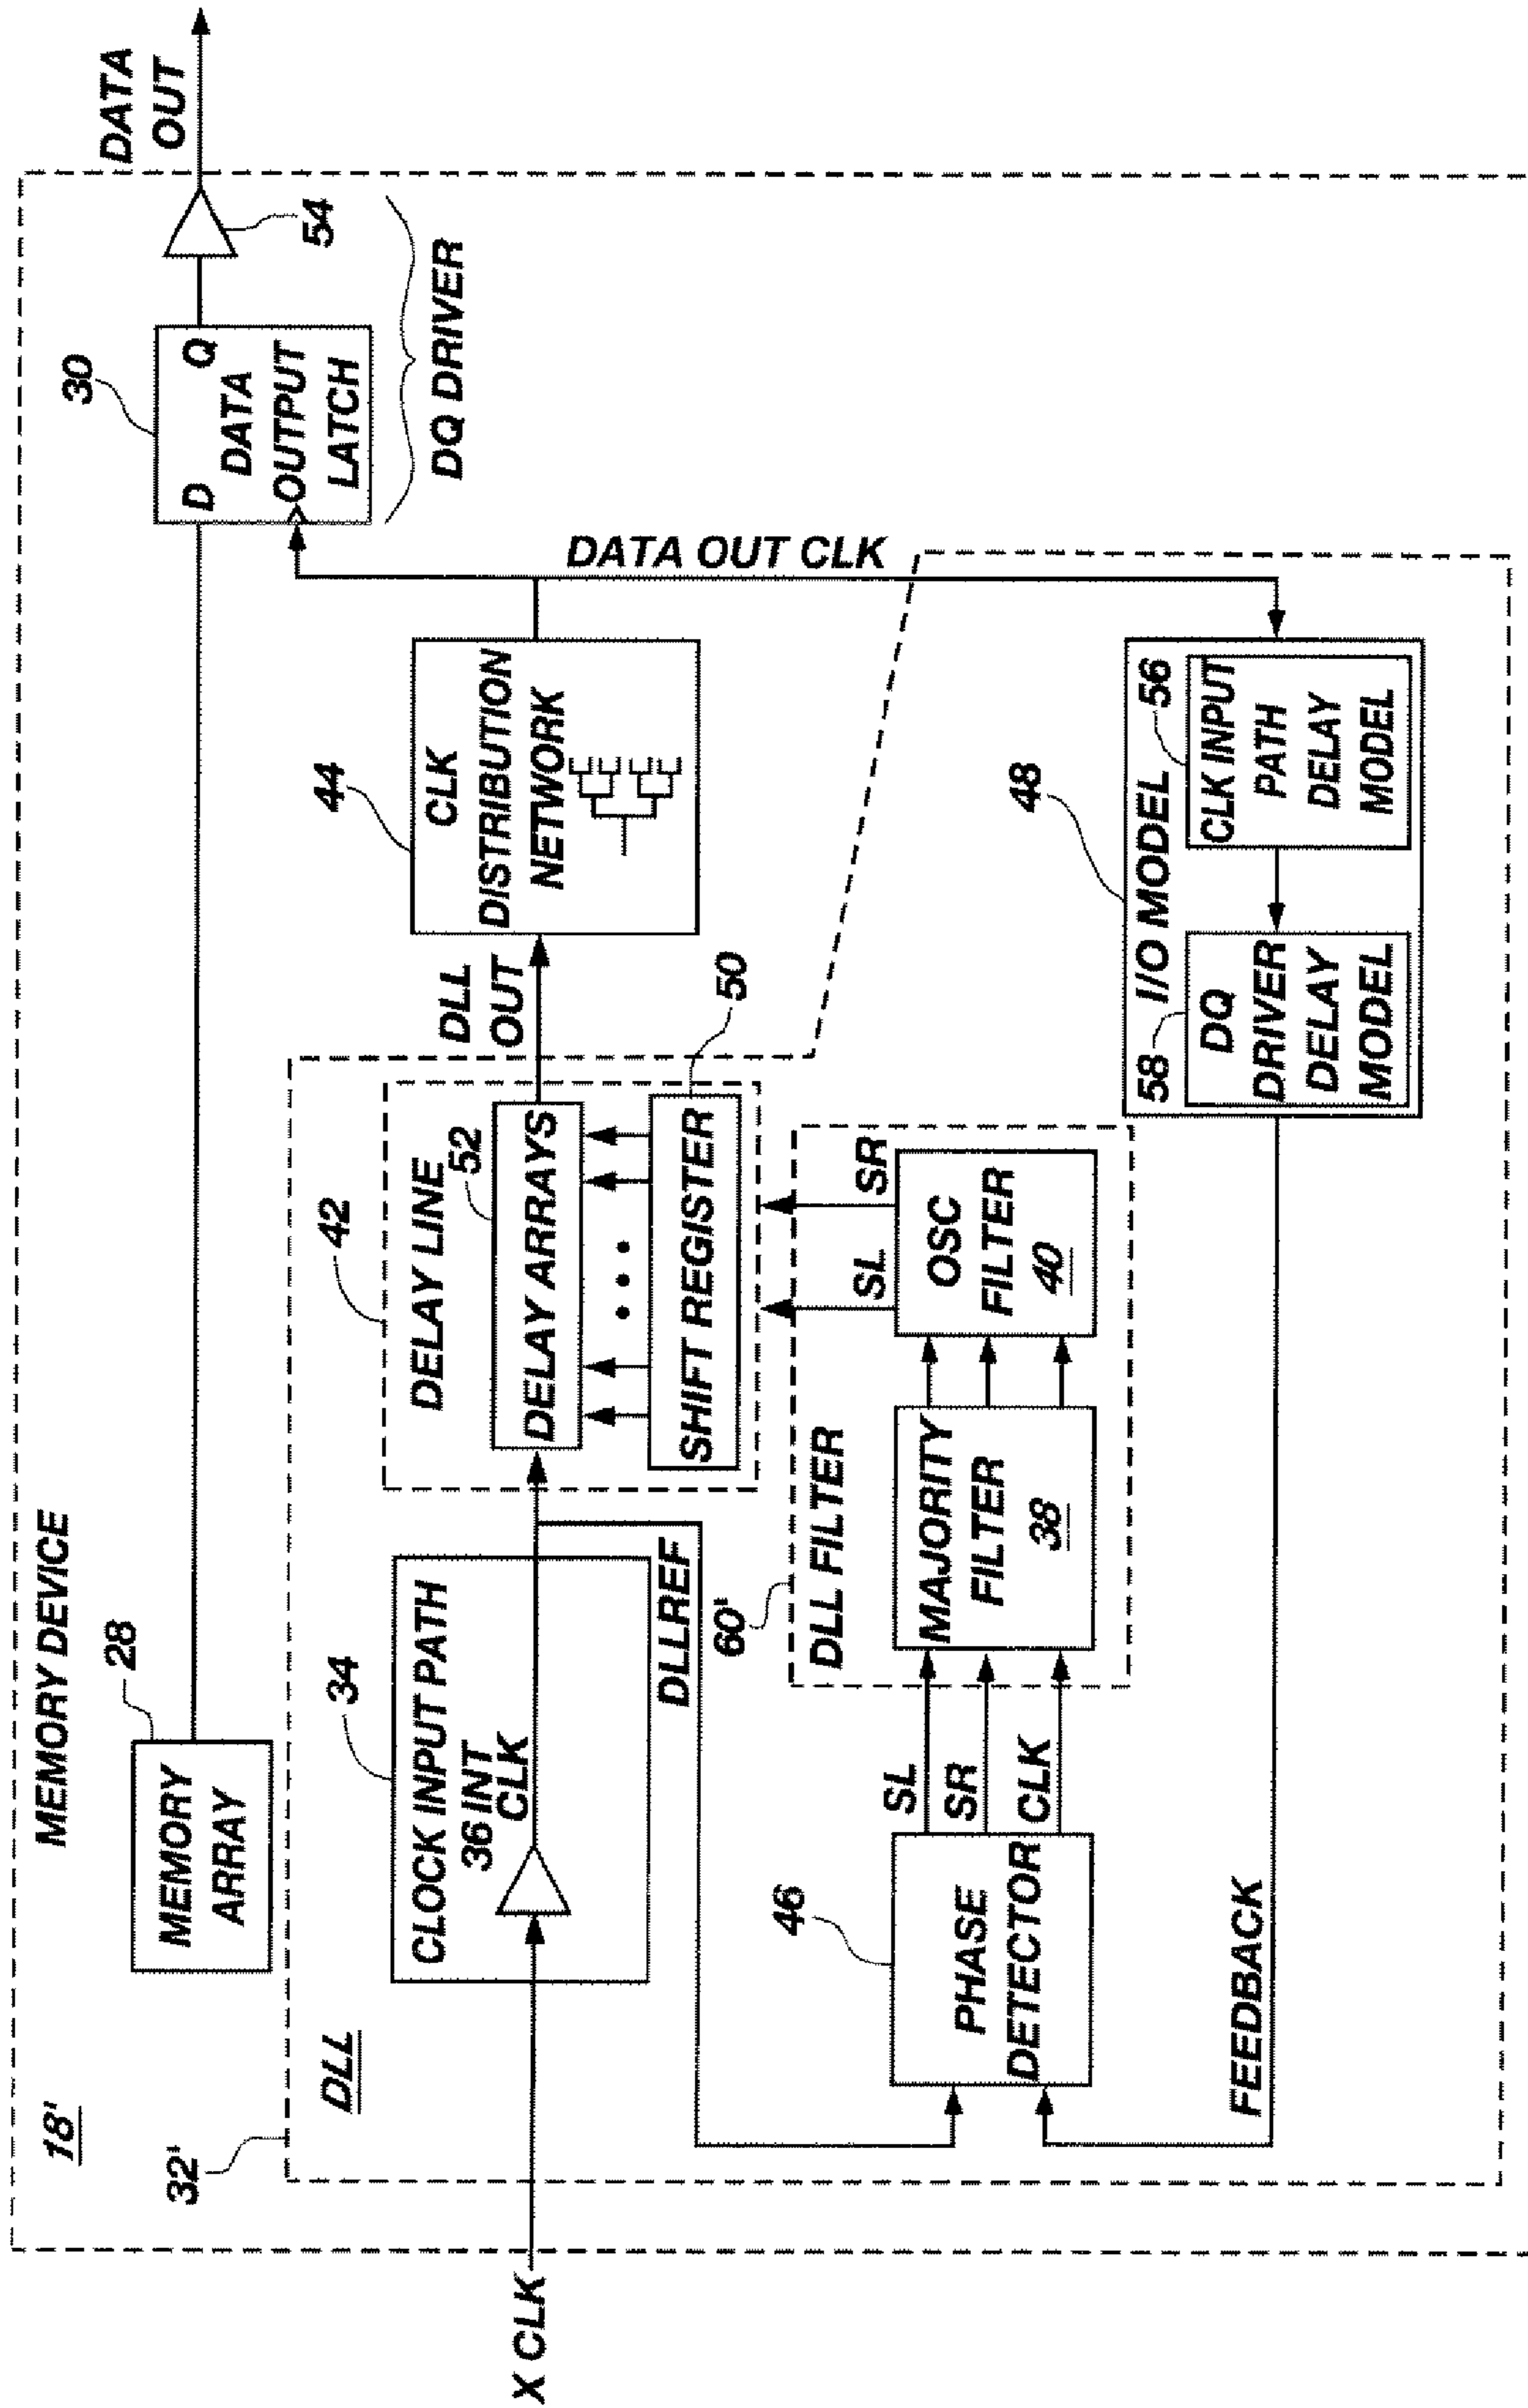 18'
MEMORY DEVICE
28
MEMORY
ARRAY
30
D Q
DATA
OUTPUT
LATCH
54
DATA
OUT
DQ DRIVER
32'
DLL
X CLK
34
CLOCK INPUT PATH
36 INT
CLK
DLLREF
42
DELAY LINE
52
DELAY ARRAYS
SHIFT REGISTER
50
DLL
OUT
44
CLK
DISTRIBUTION
NETWORK
DATA OUT CLK
46
PHASE
DETECTOR
SL
SR
CLK
60'
DLL FILTER
MAJORITY
FILTER
38
OSC
FILTER
40
SL
SR
48
I/O MODEL
58
DQ
DRIVER
DELAY
MODEL
56
CLK INPUT
PATH
DELAY
MODEL
FEEDBACK